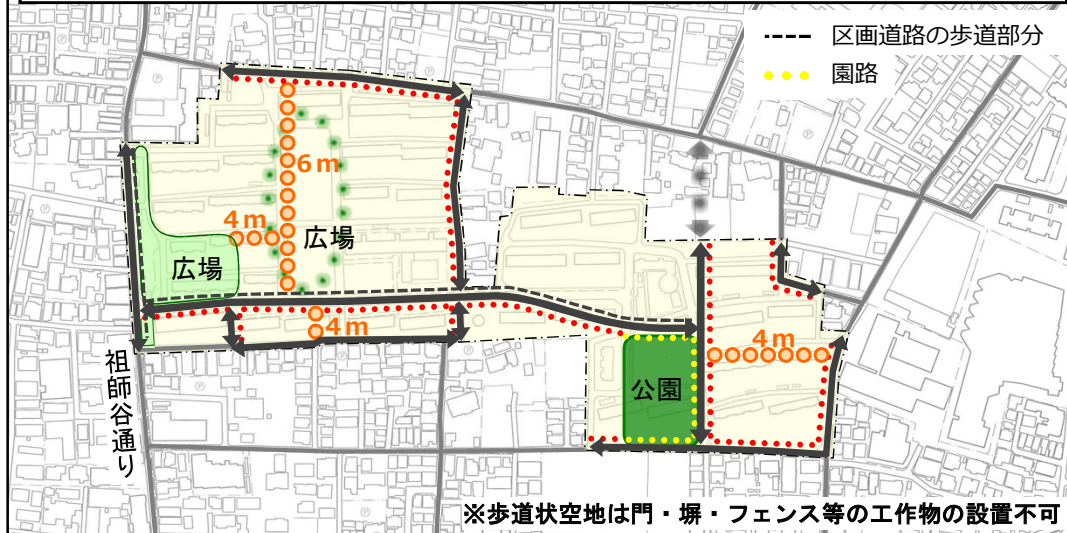 区画道路の歩道部分
園路
6m
4m
広場
広場
4m
4m
公園
祖師谷通り
※歩道状空地は門・塀・フェンス等の工作物の設置不可